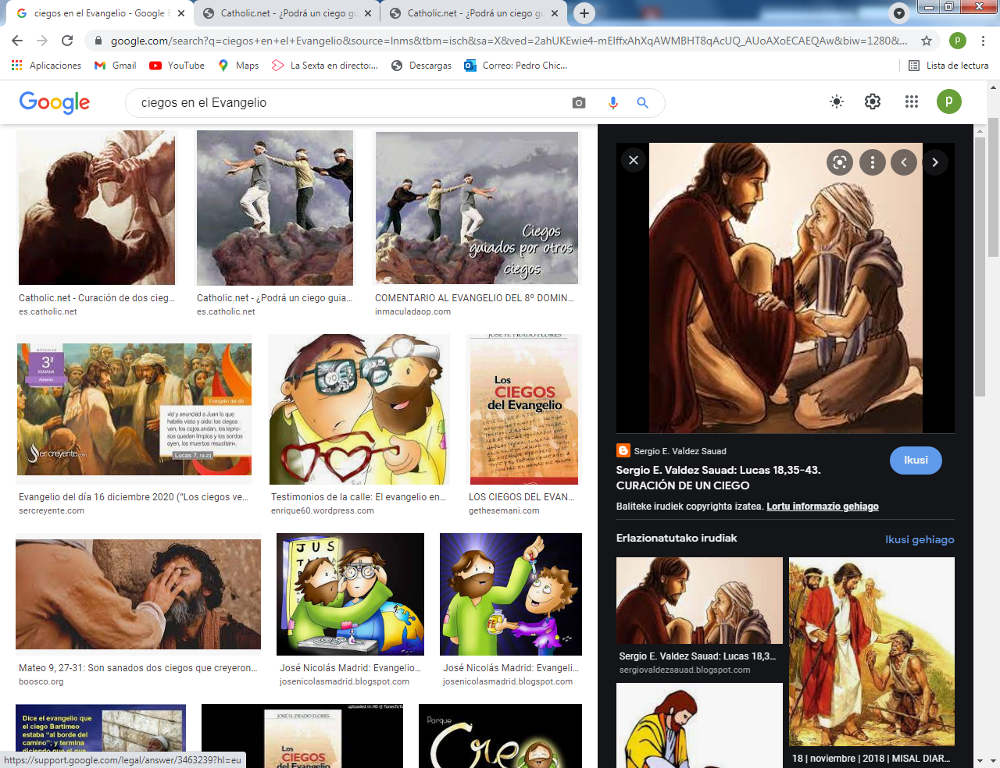 ciegos en el Evangelio - Google B
Catholic.net - ¿Podrá un ciego gu
Catholic.net - ¿Podrá un ciego gu
google.com/search?q=ciegos+en+el+Evangelio&source=lnms&tbm=isch&sa=X&ved=2ahUKEwie4-mEIffxAhXqAWMBHT8qAcUQ_AUoAXoECAEQAw&biw=1280&...
p
Aplicaciones
Gmail
YouTube
Maps
La Sexta en directo:...
Descargas
Correo: Pedro Chic...
Lista de lectura
Google
ciegos en el Evangelio
p
Ciegos
guiados por otros
ciegos
Catholic.net - Curación de dos cieg...
es.catholic.net
Catholic.net - ¿Podrá un ciego guia...
es.catholic.net
COMENTARIO AL EVANGELIO DEL 8º DOMIN...
inmaculadaop.com
MIÉRCOLES
3ª
SEMANA
Adviento
Evangelio del día
«Id y anunciad a Juan lo que
habéis visto y oído: los ciegos
ven, los cojos andan, los lepro-
sos quedan limpios y los sordos
oyen, los muertos resucitan».
Lucas 7, 19-23
Sercreyente.com
YO
JOSÉ H. PRADO FLORES
Los
CIEGOS
del Evangelio
Evangelio del día 16 diciembre 2020 (“Los ciegos ve...
sercreyente.com
Testimonios de la calle: El evangelio en...
enrique60.wordpress.com
LOS CIEGOS DEL EVAN...
gethesemani.com
JUS
Mateo 9, 27-31: Son sanados dos ciegos que creyeron...
boosco.org
José Nicolás Madrid: Evangelio...
josenicolasmadrid.blogspot.com
José Nicolás Madrid: Evangeli...
josenicolasmadrid.blogspot.com
Dice el evangelio que
el ciego Bartimeo
estaba “al borde del
camino”; y termina
diciendo que el que
uploaded in HD @ TunesToTu
JOSÉ H. PRADO FLORES
Los
CIEGOS
del Evangelio
Porque
Creo
https://support.google.com/legal/answer/3463239?hl=eu
Sergio E. Valdez Sauad
Sergio E. Valdez Sauad: Lucas 18,35-43.
CURACIÓN DE UN CIEGO
Ikusi
Baliteke irudiek copyrighta izatea. Lortu informazio gehiago
Erlazionatutako irudiak
Ikusi gehiago
Sergio E. Valdez Sauad: Lucas 18,3...
sergiovaldezsauad.blogspot.com
18 | noviembre | 2018 | MISAL DIAR...